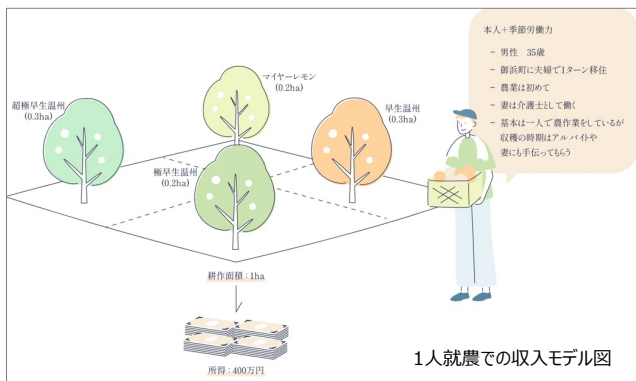 本人+季節労働力
− 男性 35歳
− 御浜町に夫婦でIターン移住
− 農業は初めて
− 妻は介護士として働く
− 基本は一人で農作業をしているが
収穫の時期はアルバイトや
妻にも手伝ってもらう
マイヤーレモン
(0.2ha)
超極早生温州
(0.3ha)
早生温州
(0.3ha)
極早生温州
(0.2ha)
耕作面積:1ha
所得:400万円
1人就農での収入モデル図